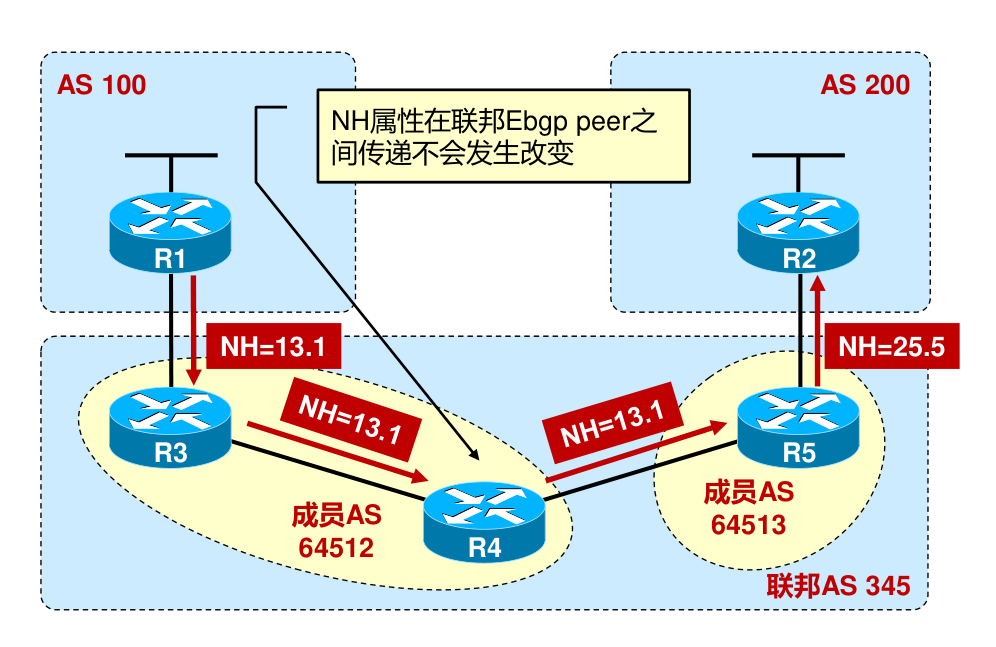 AS 100
AS 200
NH属性在联邦Ebgp peer之
间传递不会发生改变
R1
R2
NH=13.1
NH=25.5
NH=13.1
NH=13.1
R3
R5
成员AS
64512
R4
成员AS
64513
联邦AS 345